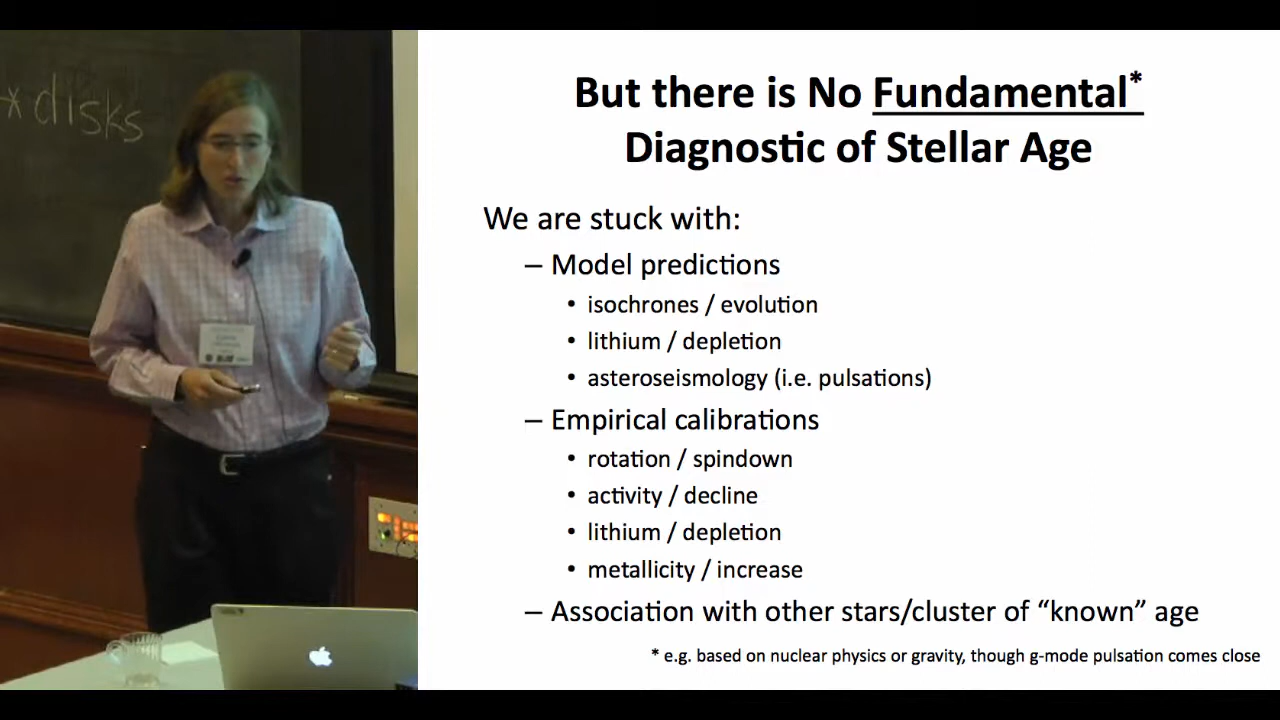 * disks
But there is No Fundamental*
Diagnostic of Stellar Age
We are stuck with:
– Model predictions
• isochrones / evolution
• lithium / depletion
• asteroseismology (i.e. pulsations)
– Empirical calibrations
• rotation / spindown
• activity / decline
• lithium / depletion
• metallicity / increase
– Association with other stars/cluster of “known” age
* e.g. based on nuclear physics or gravity, though g-mode pulsation comes close